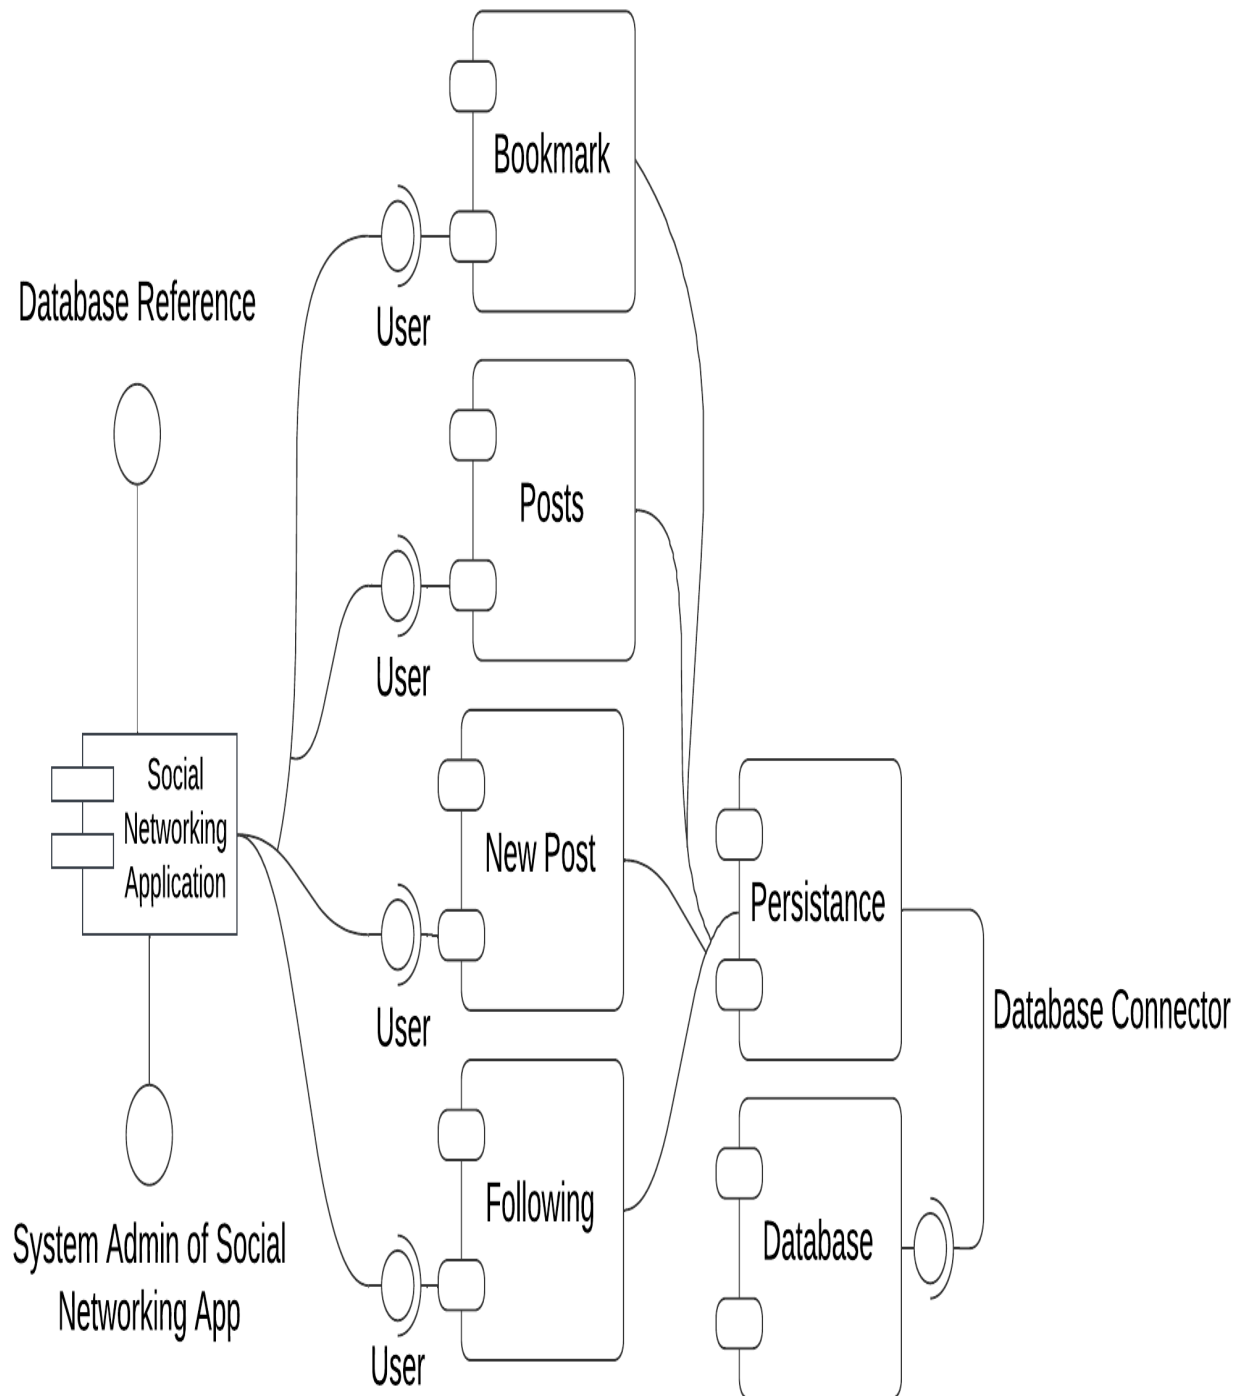 Bookmark
User
Database Reference
Posts
User
Social
Networking
Application
New Post
User
Persistance
Database Connector
System Admin of Social
Networking App
Following
User
Database